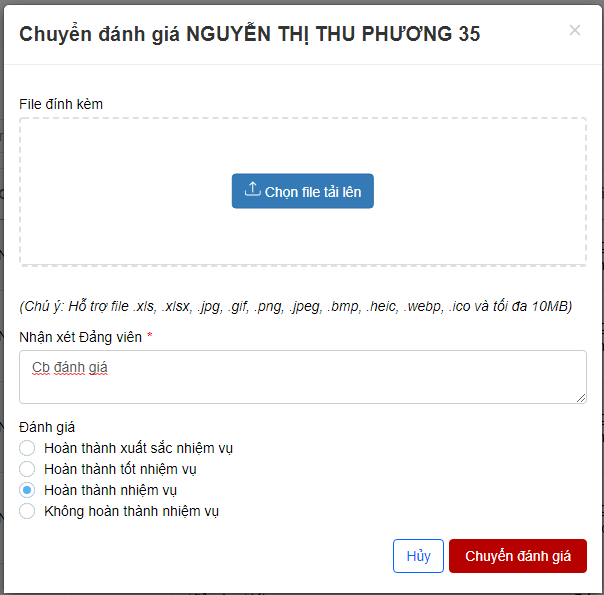 Chuyển đánh giá NGUYỄN THỊ THU PHƯƠNG 35
×
File đính kèm
Chọn file tải lên
(Chú ý: Hỗ trợ file .xls, .xlsx, .jpg, .gif, .png, .jpeg, .bmp, .heic, .webp, .ico và tối đa 10MB)
Nhận xét Đảng viên *
Cb đánh giá
Đánh giá
Hoàn thành xuất sắc nhiệm vụ
Hoàn thành tốt nhiệm vụ
Hoàn thành nhiệm vụ
Không hoàn thành nhiệm vụ
Hủy
Chuyển đánh giá